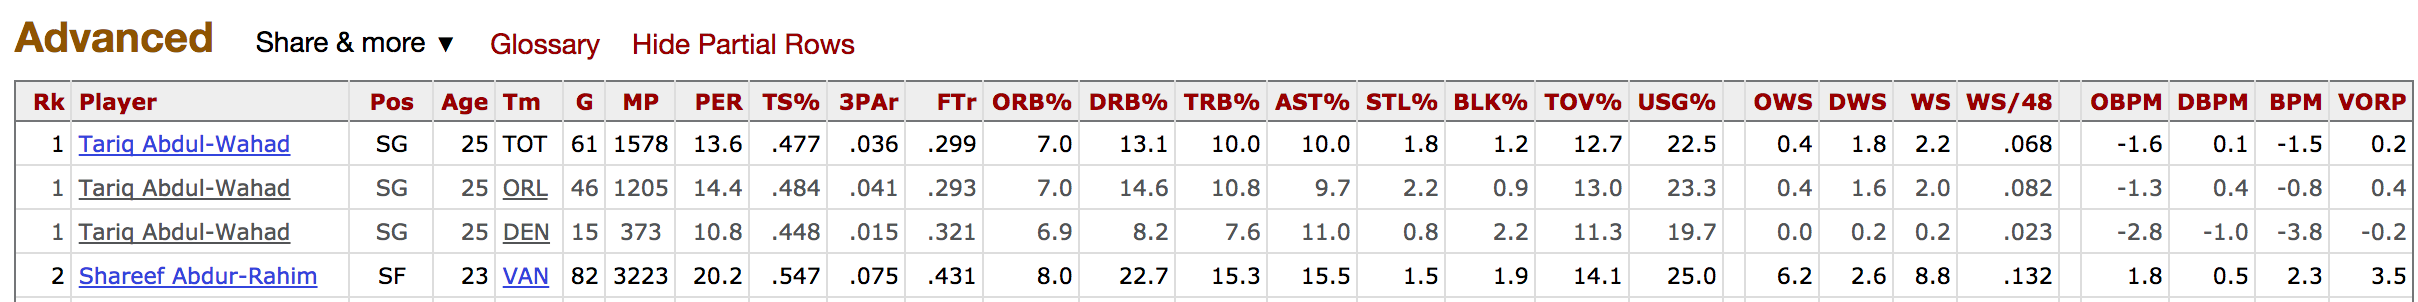 Advanced Share & more ▼ Glossary Hide Partial Rows
Rk Player Pos Age Tm G MP PER TS% 3PAr FTr ORB% DRB% TRB% AST% STL% BLK% TOV% USG% OWS DWS WS WS/48 OBPM DBPM BPM VORP
1 Tariq Abdul-Wahad SG 25 TOT 61 1578 13.6 .477 .036 .299 7.0 13.1 10.0 10.0 1.8 1.2 12.7 22.5 0.4 1.8 2.2 .068 -1.6 0.1 -1.5 0.2
1 Tariq Abdul-Wahad SG 25 ORL 46 1205 14.4 .484 .041 .293 7.0 14.6 10.8 9.7 2.2 0.9 13.0 23.3 0.4 1.6 2.0 .082 -1.3 0.4 -0.8 0.4
1 Tariq Abdul-Wahad SG 25 DEN 15 373 10.8 .448 .015 .321 6.9 8.2 7.6 11.0 0.8 2.2 11.3 19.7 0.0 0.2 0.2 .023 -2.8 -1.0 -3.8 -0.2
2 Shareef Abdur-Rahim SF 23 VAN 82 3223 20.2 .547 .075 .431 8.0 22.7 15.3 15.5 1.5 1.9 14.1 25.0 6.2 2.6 8.8 .132 1.8 0.5 2.3 3.5